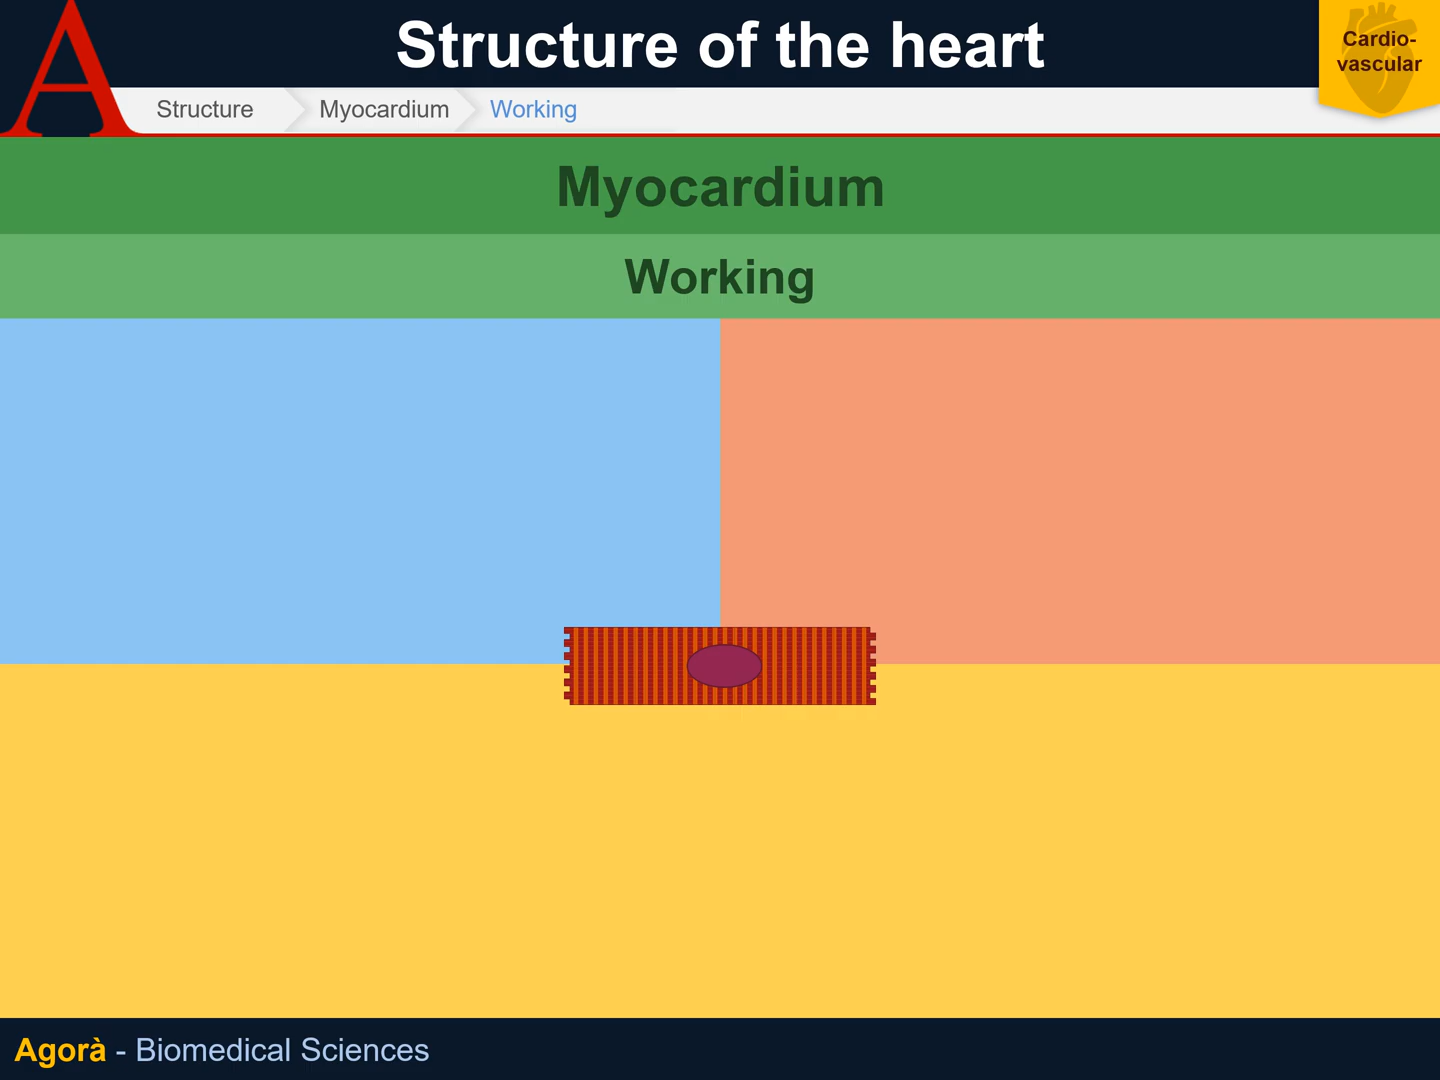 A
Structure of the heart
Cardio-
vascular
Structure
Myocardium
Working
Myocardium
Working
Agorà - Biomedical Sciences